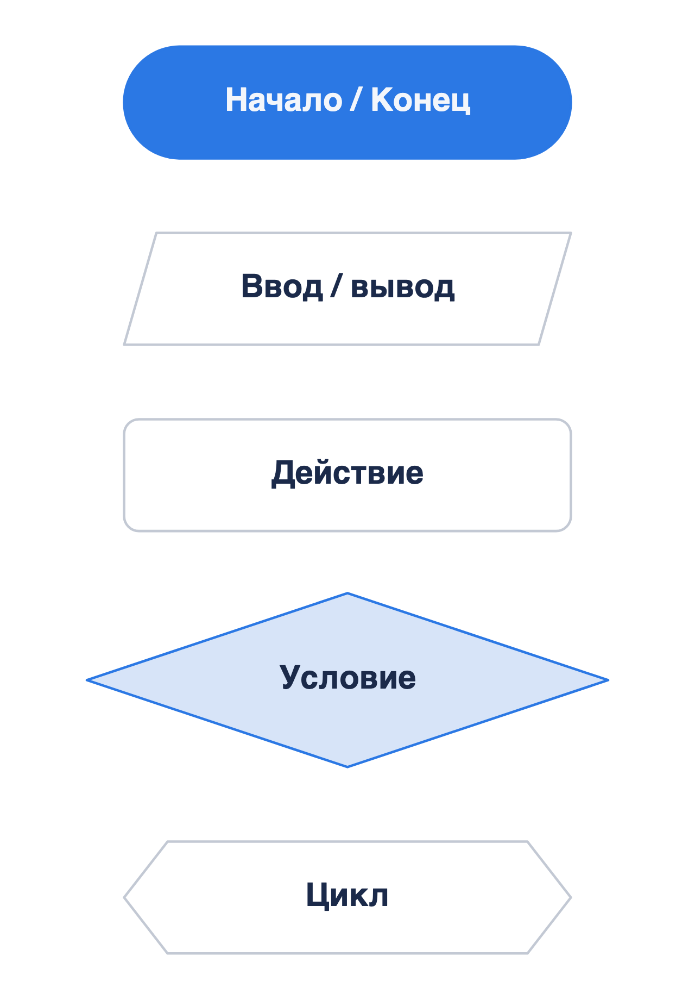 Начало / Конец
Ввод / вывод
Действие
Условие
Цикл